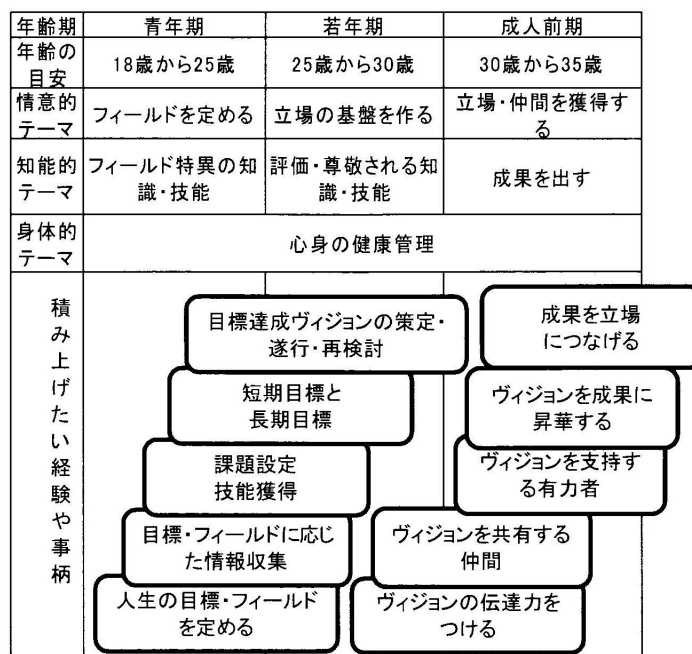 年齢期
青年期
若年期
成人前期
年齢の
目安
18歳から25歳
25歳から30歳
30歳から35歳
情意的
テーマ
フィールドを定める
立場の基盤を作る
立場・仲間を獲得す
る
知能的
テーマ
フィールド特異の知
識・技能
評価・尊敬される知
識・技能
成果を出す
身体的
テーマ
心身の健康管理
積み上げたい経験や事柄
目標達成ヴィジョンの策定・
遂行・再検討
短期目標と
長期目標
課題設定
技能獲得
目標・フィールドに応じ
た情報収集
人生の目標・フィールド
を定める
成果を立場
につなげる
ヴィジョンを成果に
昇華する
ヴィジョンを支持す
る有力者
ヴィジョンを共有する
仲間
ヴィジョンの伝達力を
つける